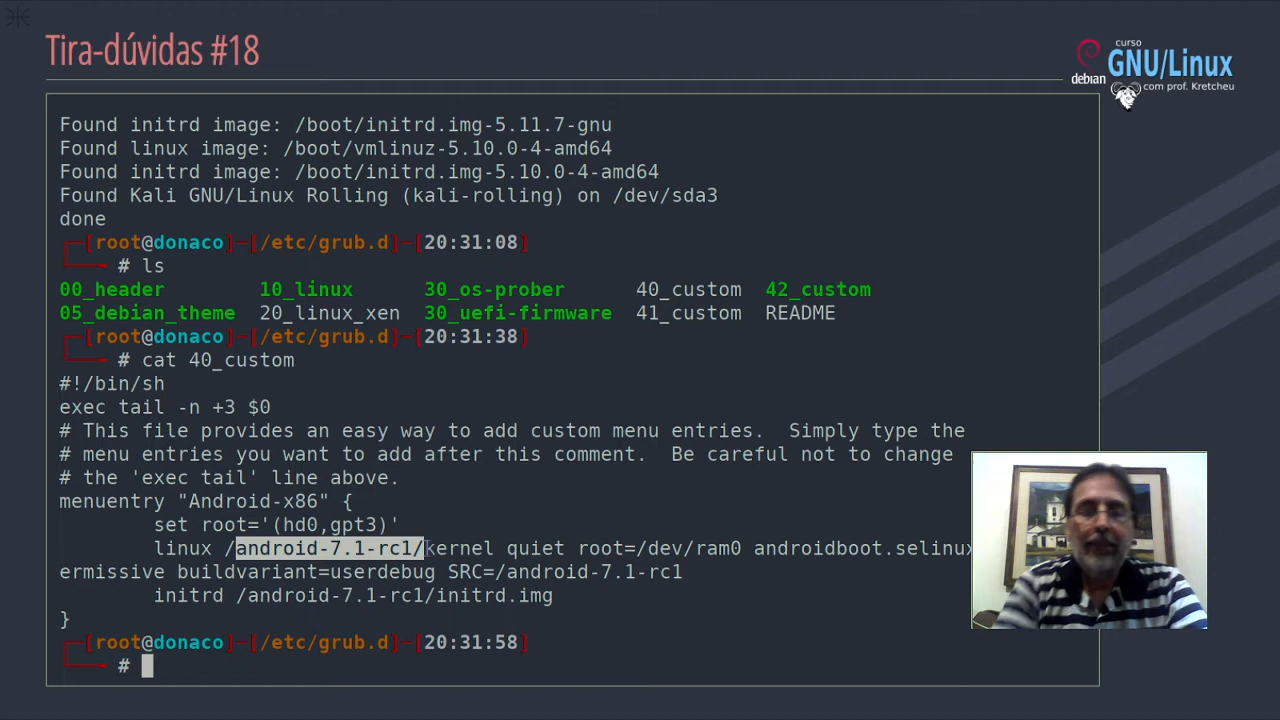 Tira-dúvidas #18
curso
debian GNU/Linux
com prof. Kretcheu
Found initrd image: /boot/initrd.img-5.11.7-gnu
Found linux image: /boot/vmlinuz-5.10.0-4-amd64
Found initrd image: /boot/initrd.img-5.10.0-4-amd64
Found Kali GNU/Linux Rolling (kali-rolling) on /dev/sda3
done
┌─[root@donaco]─[/etc/grub.d]─[20:31:08]
└──╼ # ls
00_header 10_linux 30_os-prober 40_custom 42_custom
05_debian_theme 20_linux_xen 30_uefi-firmware 41_custom README
┌─[root@donaco]─[/etc/grub.d]─[20:31:38]
└──╼ # cat 40_custom
#!/bin/sh
exec tail -n +3 $0
# This file provides an easy way to add custom menu entries.  Simply type the
# menu entries you want to add after this comment.  Be careful not to change
# the 'exec tail' line above.
menuentry "Android-x86" {
set root='(hd0,gpt3)'
linux /android-7.1-rc1/kernel quiet root=/dev/ram0 androidboot.selinux
ermissive buildvariant=userdebug SRC=/android-7.1-rc1
initrd /android-7.1-rc1/initrd.img
}
┌─[root@donaco]─[/etc/grub.d]─[20:31:58]
└──╼ #